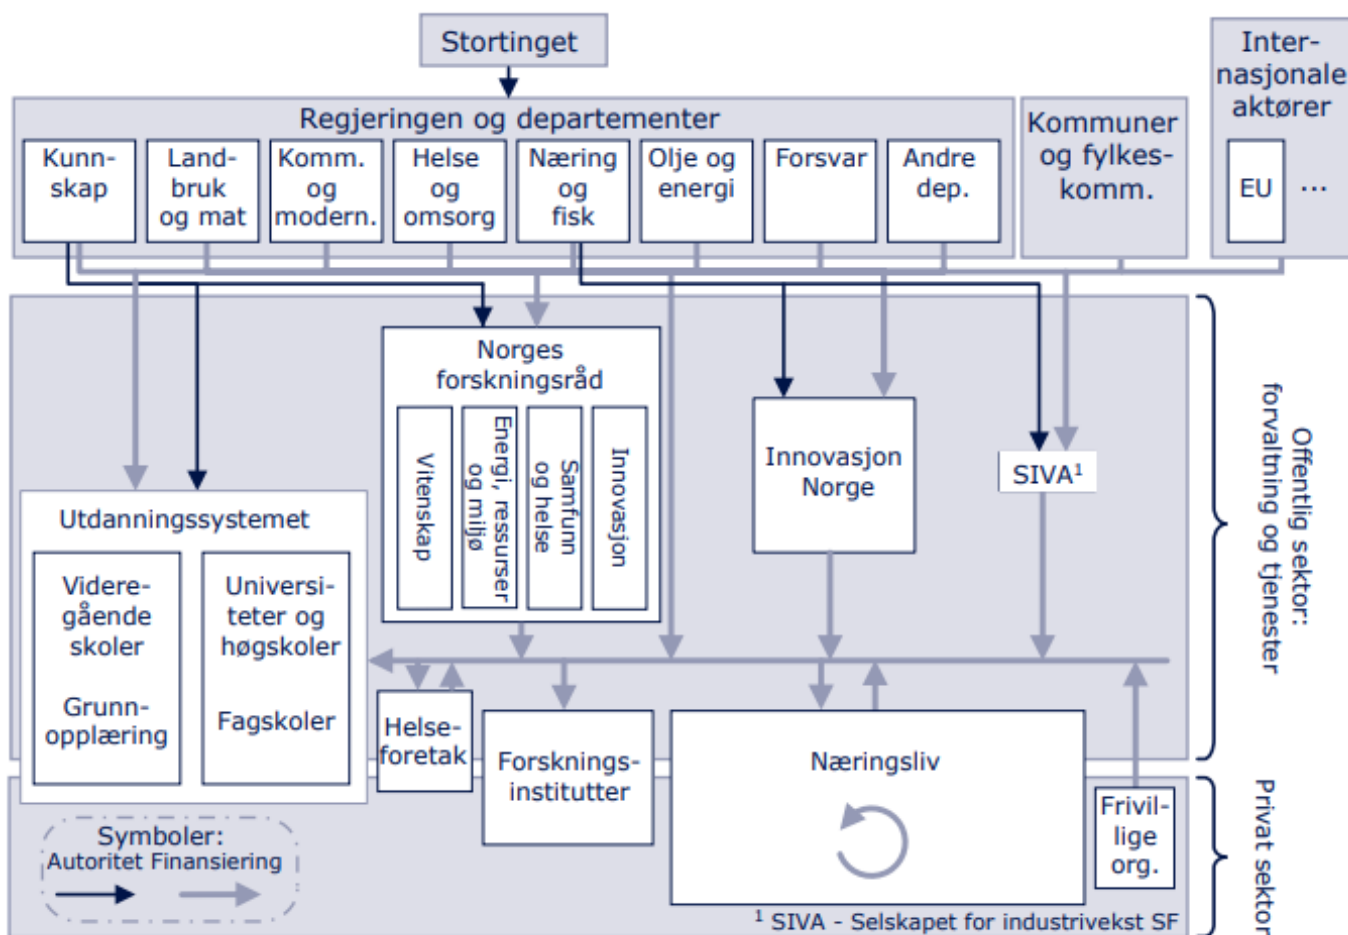 Stortinget
Inter-
nasjonale
aktører
EU
...
Regjeringen og departementer
Kunn-
skap
Land-
bruk
og mat
Komm.
og
modern.
Helse
og
omsorg
Næring
og
fisk
Olje og
energi
Forsvar
Andre
dep.
Kommuner
og fylkes-
komm.
Norges
forskningsråd
Vitenskap
Energi, ressurser
og miljø
Samfunn
og helse
Innovasjon
Innovasjon
Norge
SIVA¹
Offentlig sektor:
forvaltning og tjenester
Utdanningssystemet
Videre-
gående
skoler
Grunn-
opplæring
Universi-
teter og
høgskoler
Fagskoler
Helse-
foretak
Forsknings-
institutter
Næringsliv
Frivil-
lige
org.
Privat sektor
Symboler:
Autoritet Finansiering
¹ SIVA - Selskapet for industrivekst SF